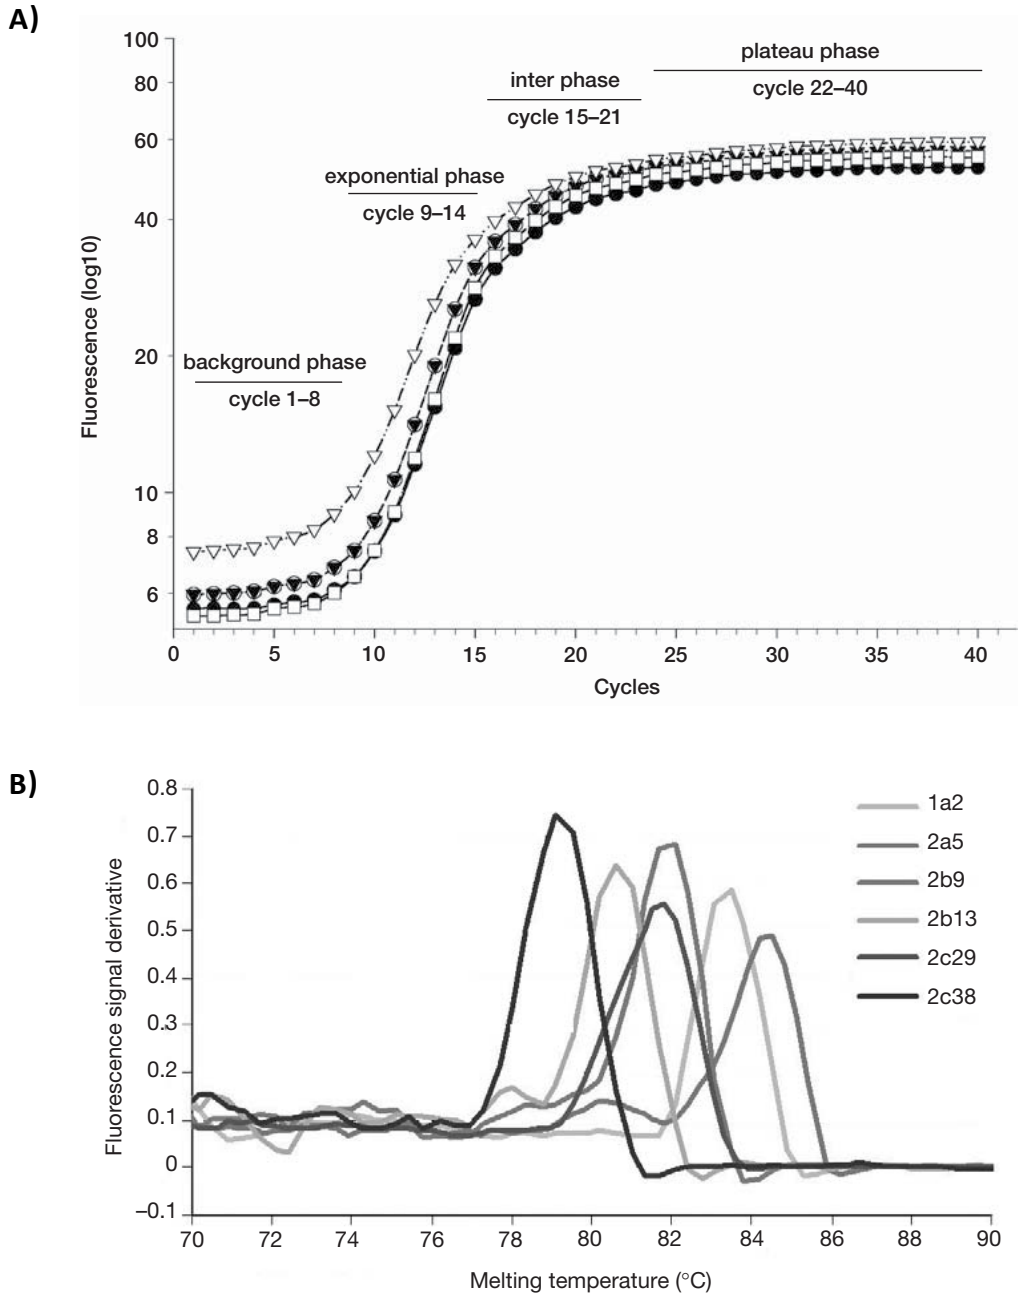 A)
100
80
60
40
20
10
8
6
Fluorescence (log10)
plateau phase
cycle 22–40
inter phase
cycle 15–21
exponential phase
cycle 9–14
background phase
cycle 1–8
0 5 10 15 20 25 30 35 40
Cycles
B)
0.8
0.7
0.6
0.5
0.4
0.3
0.2
0.1
0
–0.1
Fluorescence signal derivative
1a2
2a5
2b9
2b13
2c29
2c38
70 72 74 76 78 80 82 84 86 88 90
Melting temperature (°C)